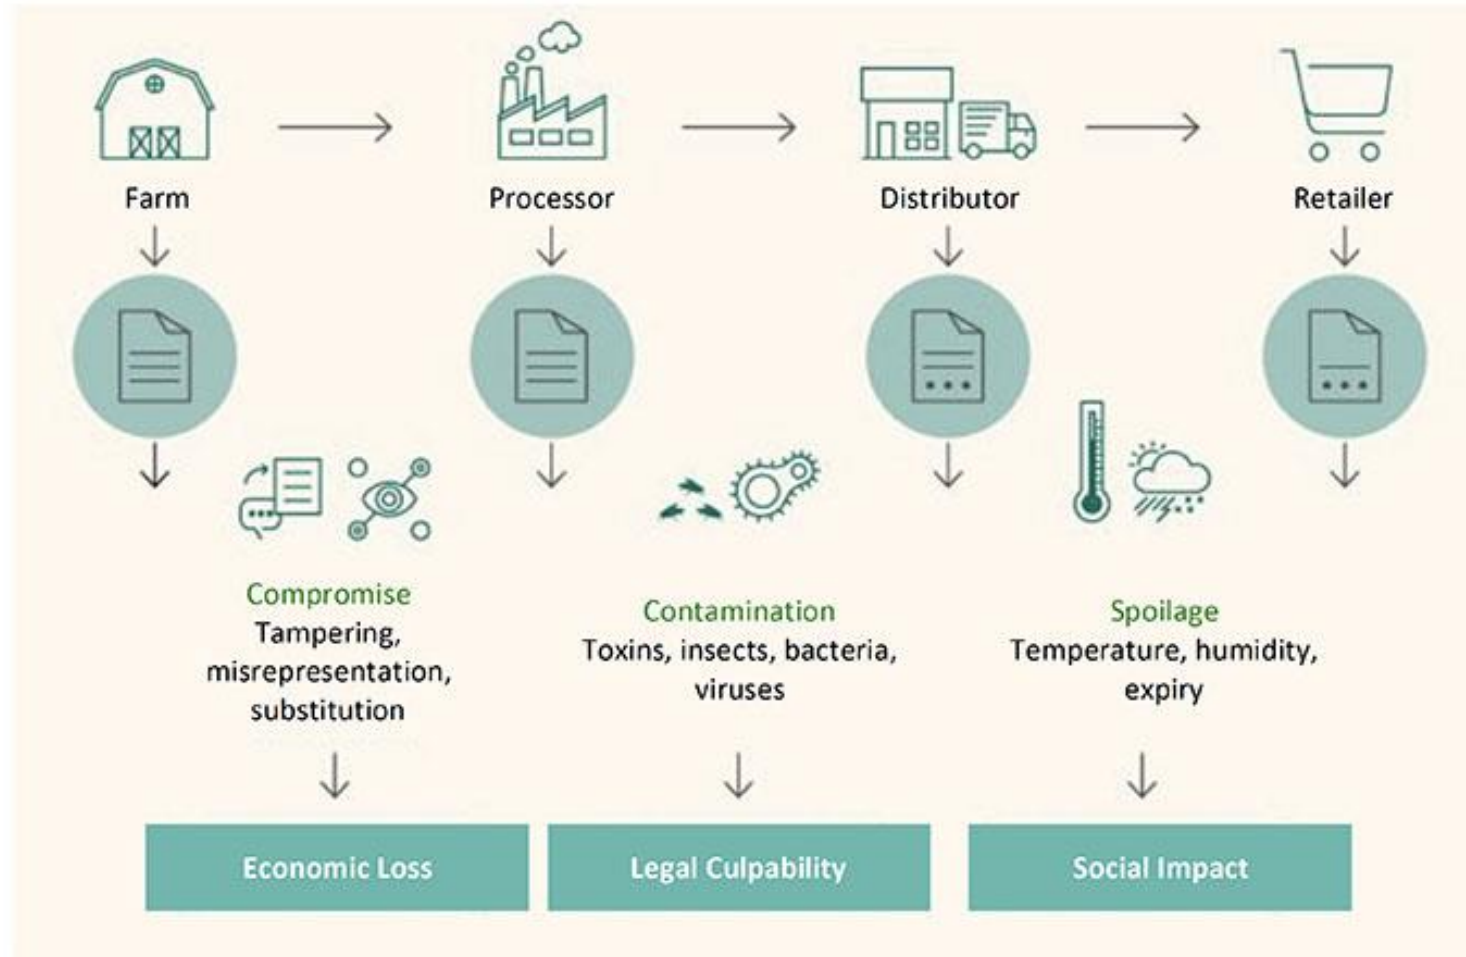 Farm
Processor
Distributor
Retailer
Compromise
Tampering,
misrepresentation,
substitution
Contamination
Toxins, insects, bacteria,
viruses
Spoilage
Temperature, humidity,
expiry
Economic Loss
Legal Culpability
Social Impact